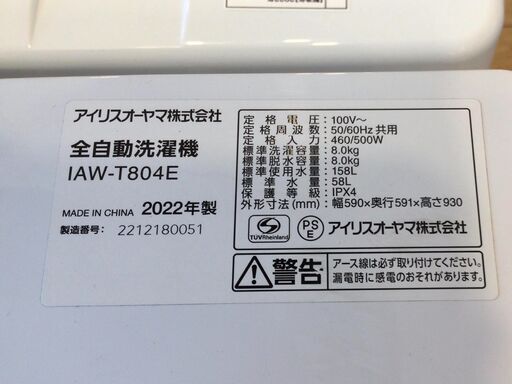 アイリスオーヤマ株式会社
全自動洗濯機
IAW-T804E
MADE IN CHINA 2022年製
製造番号: 2212180051
定格電圧: 100V～
定格周波数: 50/60Hz 共用
定格入力: 460/500W
標準洗濯容量: 8.0kg
標準脱水容量: 8.0kg
標準使用水量: 158L
標準水量: 58L
保護等級: IPX4
外形寸法(mm): 幅590×奥行591×高さ930
TÜVRheinland
PS
E
アイリスオーヤマ株式会社
警告
アース線は必ず取り付けてください。
漏電時に感電のおそれがあります。